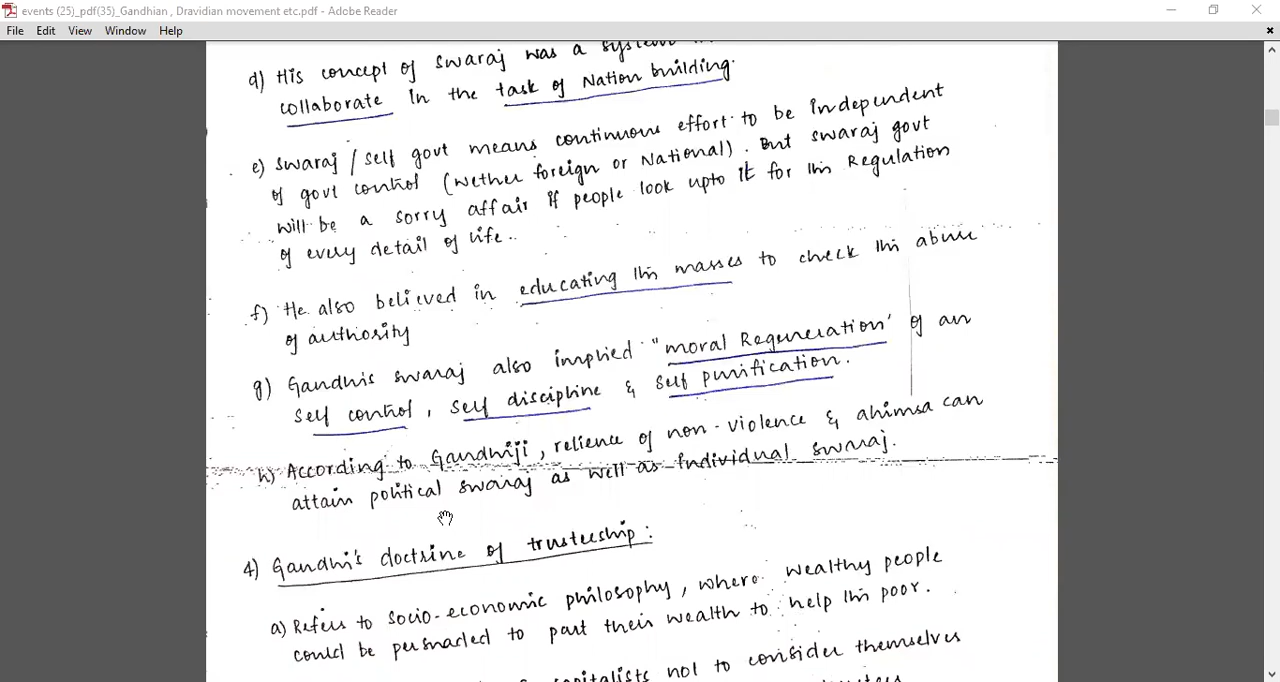 events (25)_pdf(35)_Gandhian , Dravidian movement etc.pdf - Adobe Reader
File Edit View Window Help
d) His concept of swaraj was a system
collaborate in the task of Nation building.
e) Swaraj / self govt means continuous effort to be independent
of govt control (wether foreign or National). But swaraj govt
will be a sorry affair if people look upto it for the Regulation
of every detail of life.
f) He also believed in educating the masses to check the abuse
of authority
g) Gandhis swaraj also implied "moral Regeneration' of an
self control, self discipline & self purification.
h) According to Gandhiji, relience of non-violence & ahimsa can
attain political swaraj as well as individual swaraj.
4) Gandhi's doctrine of trusteeship:
a) Refers to socio-economic philosophy, where wealthy people
could be persuaded to part their wealth to help the poor.
capitalists not to consider themselves